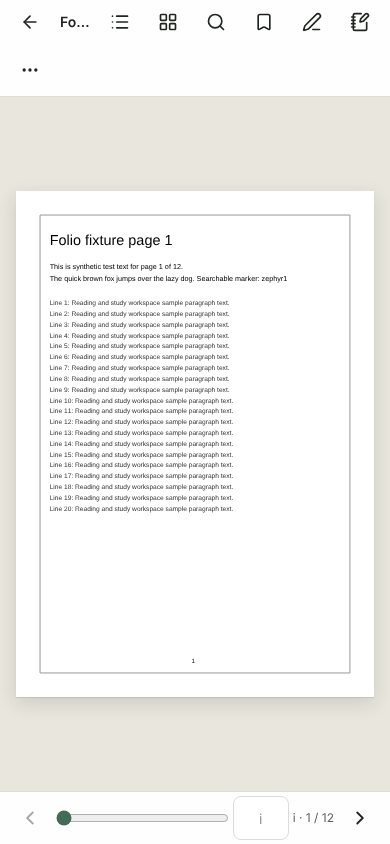 Fo...
Folio fixture page 1
This is synthetic test text for page 1 of 12.
The quick brown fox jumps over the lazy dog. Searchable marker: zephyr1
Line 1: Reading and study workspace sample paragraph text.
Line 2: Reading and study workspace sample paragraph text.
Line 3: Reading and study workspace sample paragraph text.
Line 4: Reading and study workspace sample paragraph text.
Line 5: Reading and study workspace sample paragraph text.
Line 6: Reading and study workspace sample paragraph text.
Line 7: Reading and study workspace sample paragraph text.
Line 8: Reading and study workspace sample paragraph text.
Line 9: Reading and study workspace sample paragraph text.
Line 10: Reading and study workspace sample paragraph text.
Line 11: Reading and study workspace sample paragraph text.
Line 12: Reading and study workspace sample paragraph text.
Line 13: Reading and study workspace sample paragraph text.
Line 14: Reading and study workspace sample paragraph text.
Line 15: Reading and study workspace sample paragraph text.
Line 16: Reading and study workspace sample paragraph text.
Line 17: Reading and study workspace sample paragraph text.
Line 18: Reading and study workspace sample paragraph text.
Line 19: Reading and study workspace sample paragraph text.
Line 20: Reading and study workspace sample paragraph text.
1
i i · 1 / 12